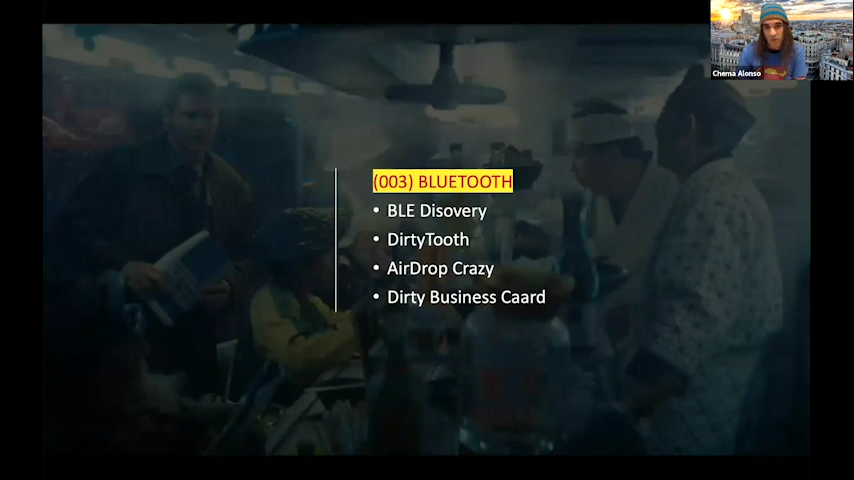 Chema Alonso
(003) BLUETOOTH
• BLE Disovery
• DirtyTooth
• AirDrop Crazy
• Dirty Business Caard